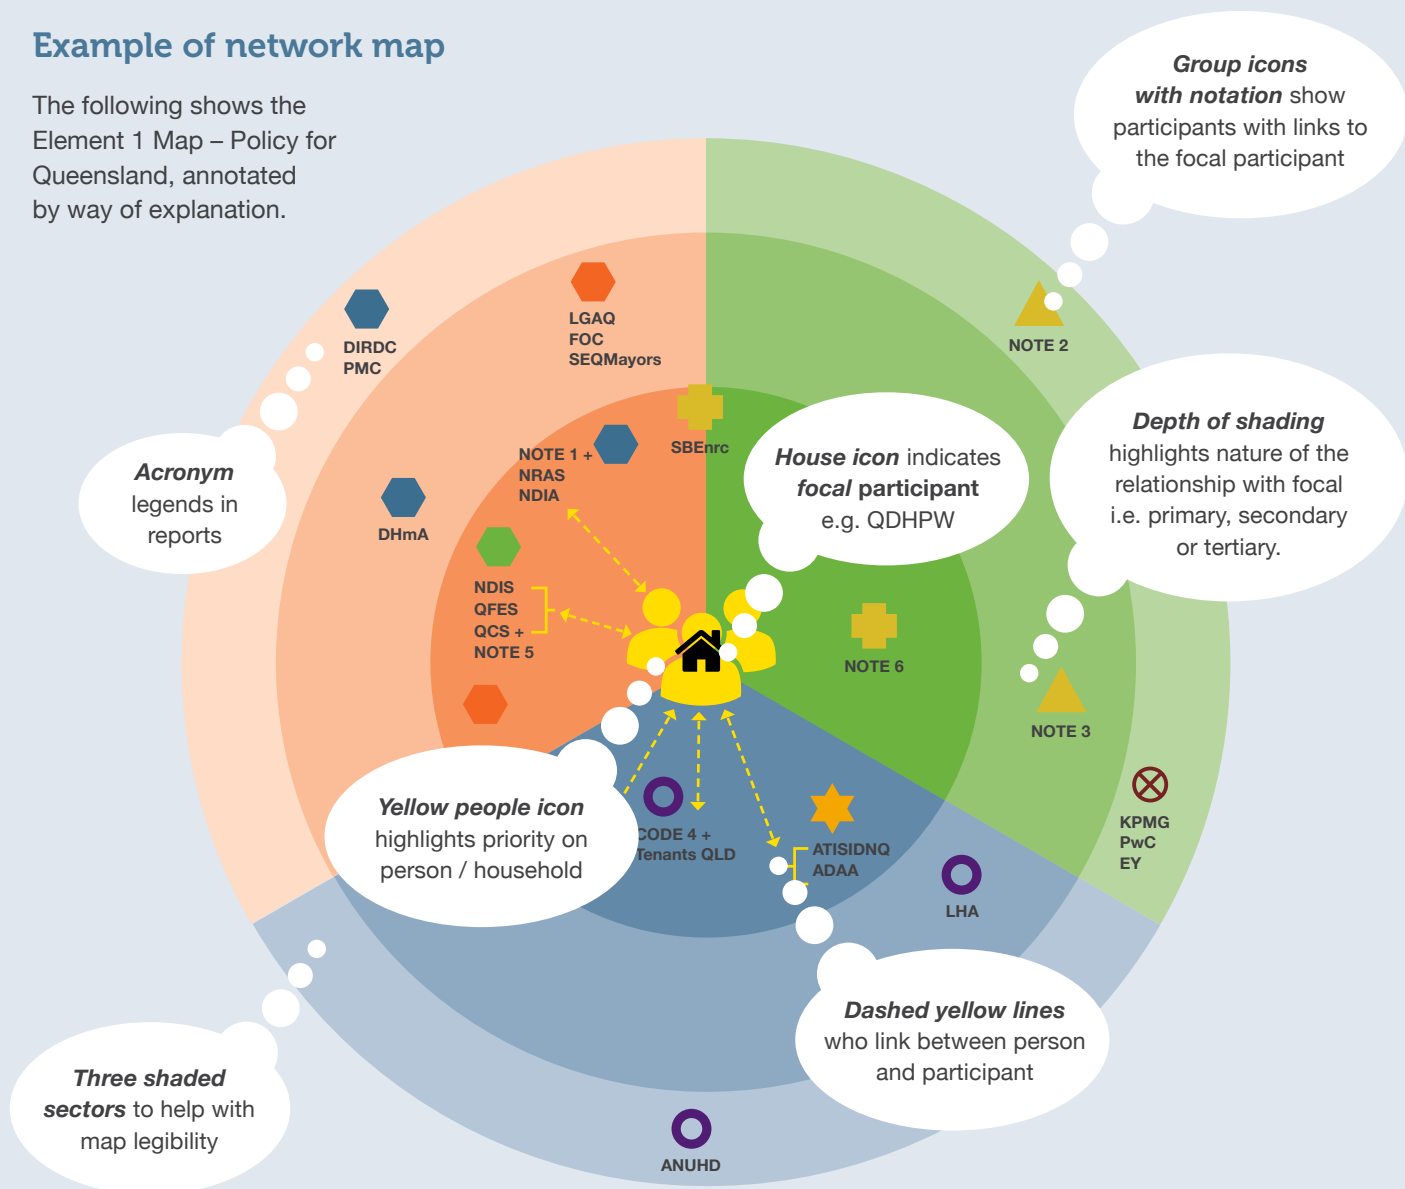 Example of network map
The following shows the
Element 1 Map – Policy for
Queensland, annotated
by way of explanation.
Group icons
with notation show
participants with links to
the focal participant
DIRDC
PMC
LGAQ
FOC
SEQMayors
NOTE 2
Acronym
legends in
reports
NOTE 1 +
NRAS
NDIA
SBEnrc
House icon indicates
focal participant
e.g. QDHPW
Depth of shading
highlights nature of the
relationship with focal
i.e. primary, secondary
or tertiary.
DHmA
NDIS
QFES
QCS +
NOTE 5
NOTE 6
NOTE 3
Yellow people icon
highlights priority on
person / household
CODE 4 +
Tenants QLD
ATISIDNQ
ADAA
KPMG
PwC
EY
LHA
Dashed yellow lines
who link between person
and participant
Three shaded
sectors to help with
map legibility
ANUHD